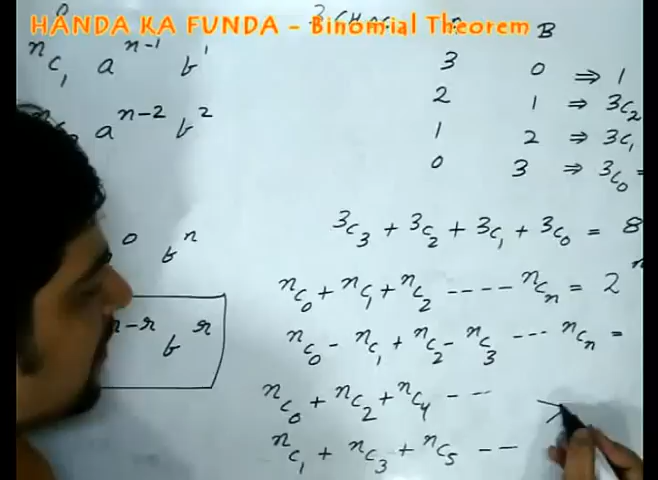 HANDA KA FUNDA - Binomial Theorem
ⁿC₁ aⁿ⁻¹ b¹
aⁿ⁻² b²
0 bⁿ
n-r b^r
B
3 0 ⇒ 1
2 1 ⇒ ³C₂
1 2 ⇒ ³C₁
0 3 ⇒ ³C₀ =
³C₃ + ³C₂ + ³C₁ + ³C₀ = 8
ⁿC₀ + ⁿC₁ + ⁿC₂ ---- ⁿCₙ = 2ⁿ
ⁿC₀ - ⁿC₁ + ⁿC₂ - ⁿC₃ --- ⁿCₙ =
ⁿC₀ + ⁿC₂ + ⁿC₄ ---
ⁿC₁ + ⁿC₃ + ⁿC₅ ---